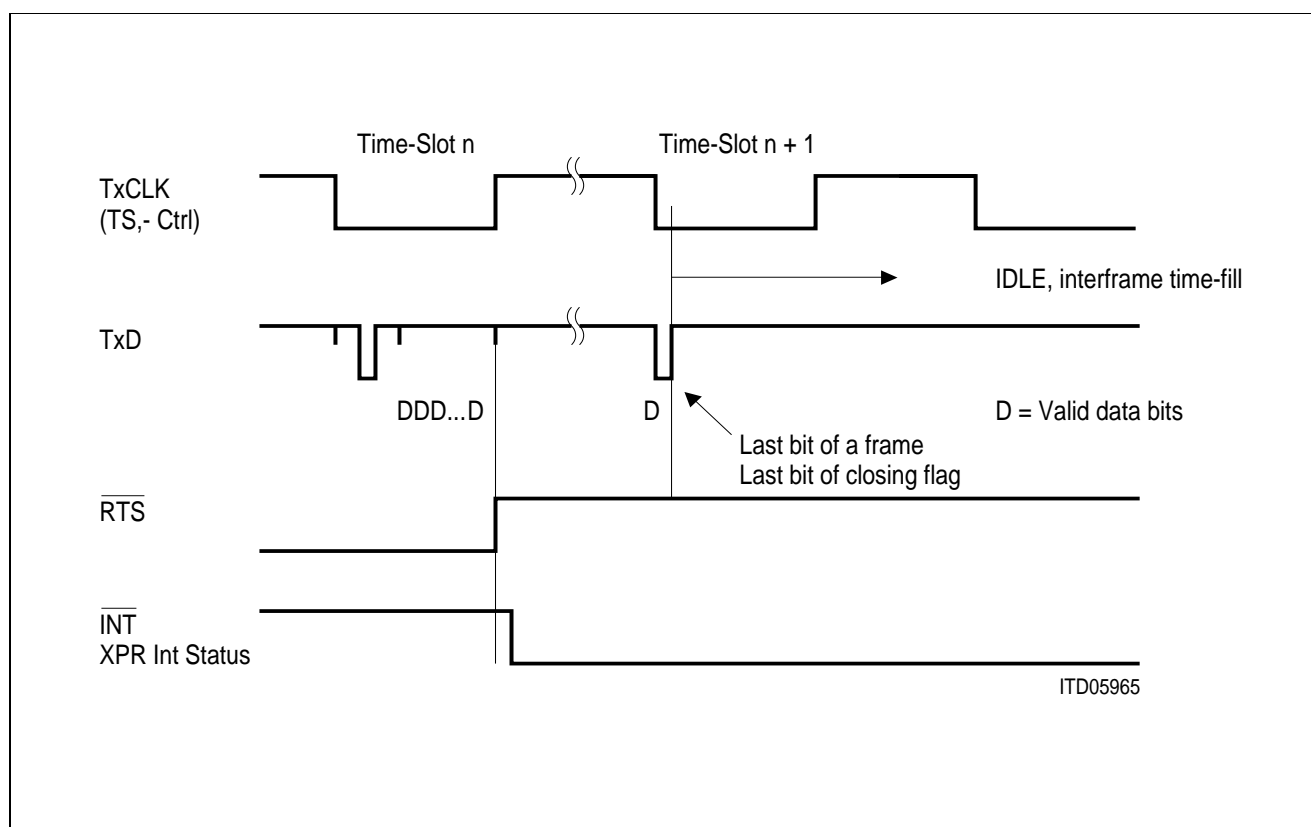 Time-Slot n
Time-Slot n + 1
TxCLK
(TS,- Ctrl)
IDLE, interframe time-fill
TxD
DDD...D
D
D = Valid data bits
Last bit of a frame
Last bit of closing flag
RTS
INT
XPR Int Status
ITD05965